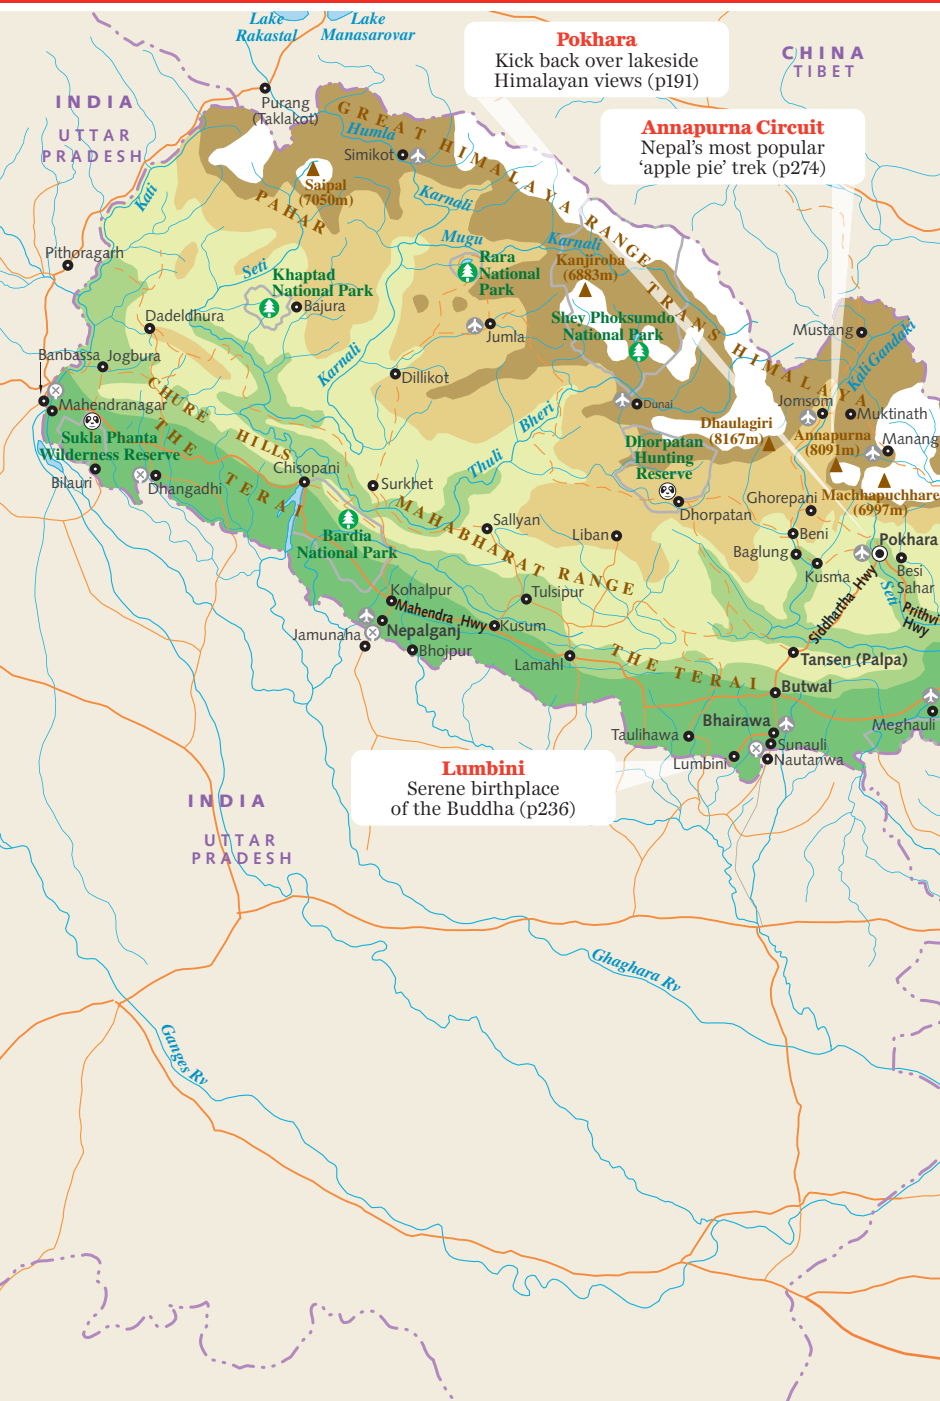 Lake
Rakastal
Lake
Manasarovar
Pokhara
Kick back over lakeside
Himalayan views (p191)
CHINA
TIBET
INDIA
UTTAR
PRADESH
Purang
(Taklakot)
Annapurna Circuit
Nepal's most popular
'apple pie' trek (p274)
GREAT HIMALAYA RANGE
Humla
Simikot
Saipal
(7050m)
PAHAR
Kati
Karnali
Mugu
Karnali
Kanjiroba
(6883m)
TRANS HIMALAYA
Pithoragarh
Seti
Khaptad
National Park
Bajura
Rara
National
Park
Shey Phoksumdo
National Park
Dadeldhura
Jumla
Mustang
Kali Gandaki
Banbassa
Jogbura
Karnali
Dillikot
Mahendranagar
CHURE
HILLS
Dunai
Jomsom
Muktinath
Bheri
Thuli
Dhaulagiri
(8167m)
Annapurna
(8091m)
Manang
Sukla Phanta
Wilderness Reserve
THE
TERAI
Dhorpatan
Hunting
Reserve
Bilauri
Dhangadhi
Chisopani
Surkhet
Dhorpatan
Ghorepani
Machhapuchhare
(6997m)
MAHABHARAT RANGE
Sallyan
Liban
Beni
Pokhara
Bardia
National Park
Baglung
Kusma
Besi
Sahar
Seti
Siddhartha Hwy
Prithvi
Hwy
Kohalpur
Mahendra Hwy
Tulsipur
Kusum
Jamunaha
Nepalganj
Bhojpur
Lamahl
THE TERAI
Tansen (Palpa)
Butwal
Bhairawa
Taulihawa
Sunauli
Lumbini
Nautanwa
Meghauli
Lumbini
Serene birthplace
of the Buddha (p236)
INDIA
UTTAR
PRADESH
Ghaghara Rv
Ganges Rv